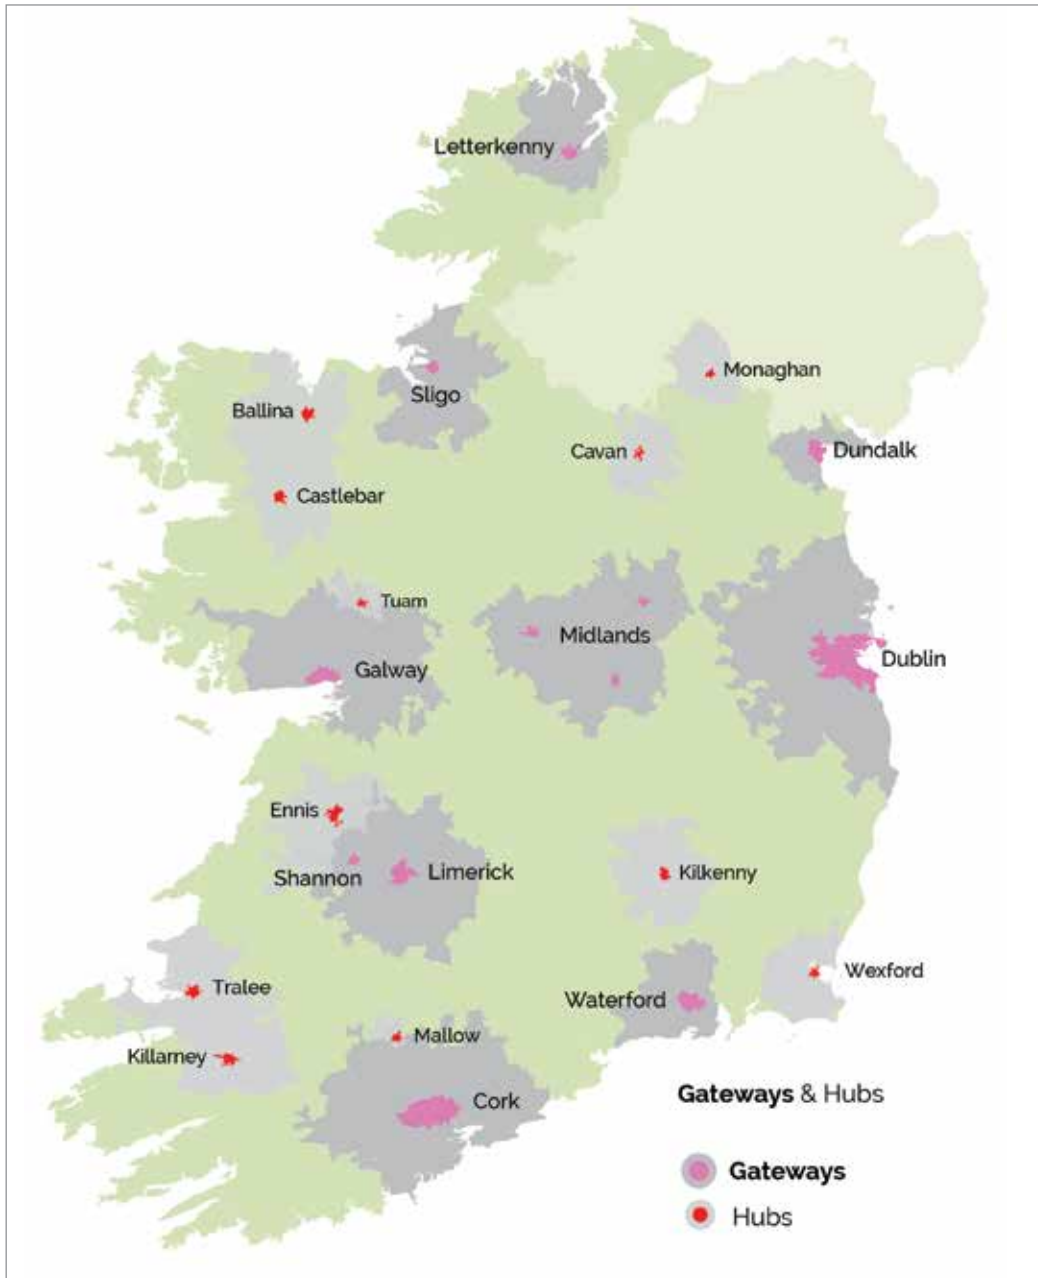 Letterkenny
Monaghan
Sligo
Ballina
Cavan
Dundalk
Castlebar
Tuam
Midlands
Dublin
Galway
Ennis
Shannon
Limerick
Kilkenny
Wexford
Tralee
Waterford
Mallow
Killarney
Cork
Gateways & Hubs
Gateways
Hubs